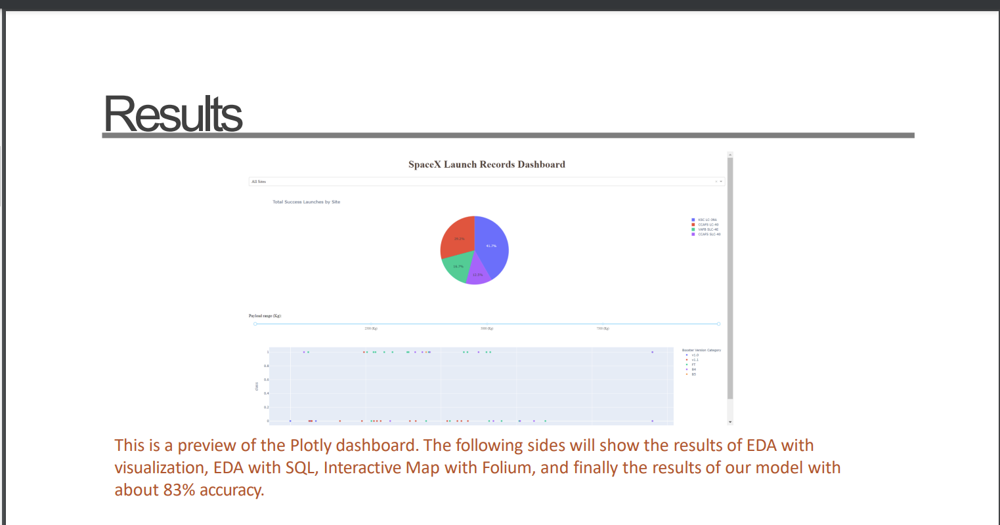 Results
SpaceX Launch Records Dashboard
All Sites
Total Success Launches by Site
KSC LC-39A
CCAFS LC-40
VAFB SLC-4E
CCAFS SLC-40
41.7%
29.2%
16.7%
12.5%
Payload range (Kg):
2500 (Kg)
5000 (Kg)
7500 (Kg)
Booster Version Category
v1.0
v1.1
FT
B4
B5
class
1
0.8
0.6
0.4
0.2
0
This is a preview of the Plotly dashboard. The following sides will show the results of EDA with
visualization, EDA with SQL, Interactive Map with Folium, and finally the results of our model with
about 83% accuracy.